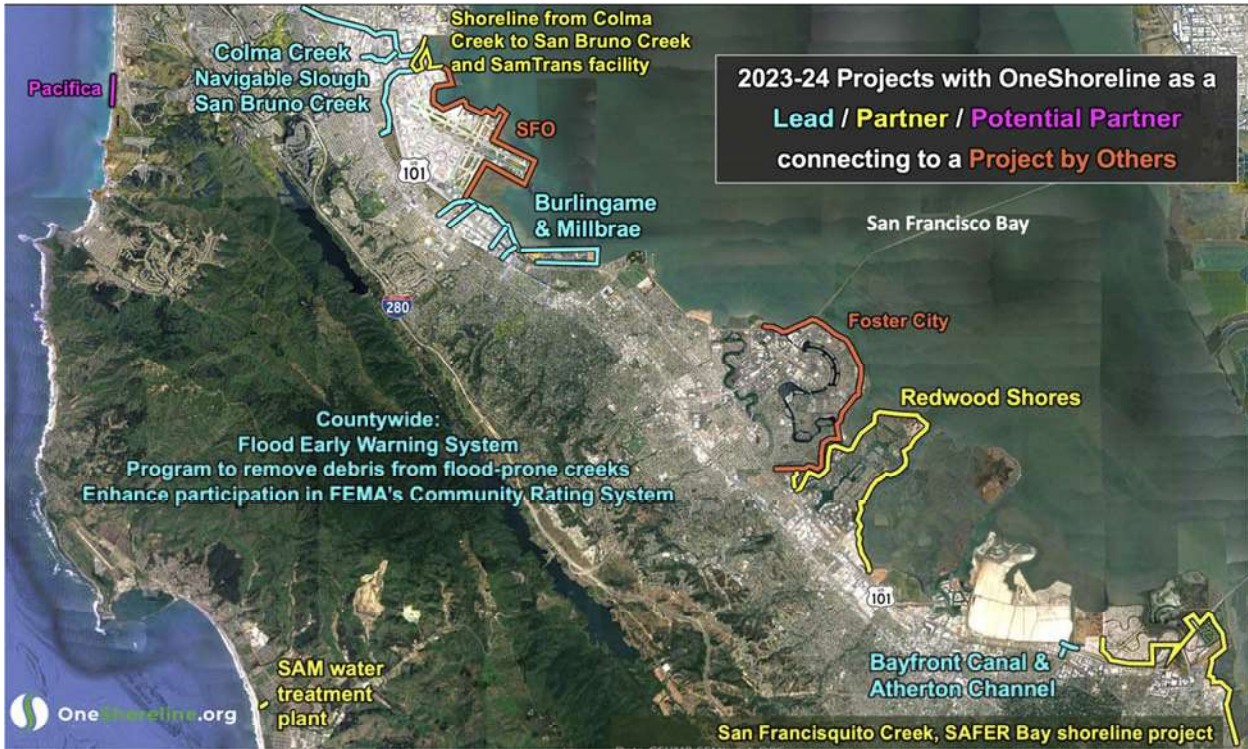 Shoreline from Colma
Creek to San Bruno Creek
and SamTrans facility
Colma Creek
Navigable Slough
San Bruno Creek
Pacifica
2023-24 Projects with OneShoreline as a
Lead / Partner / Potential Partner
connecting to a Project by Others
SFO
101
Burlingame
& Millbrae
San Francisco Bay
280
Foster City
Redwood Shores
Countywide:
Flood Early Warning System
Program to remove debris from flood-prone creeks
Enhance participation in FEMA's Community Rating System
101
SAM water
treatment
plant
Bayfront Canal &
Atherton Channel
OneShoreline.org
San Francisquito Creek, SAFER Bay shoreline project